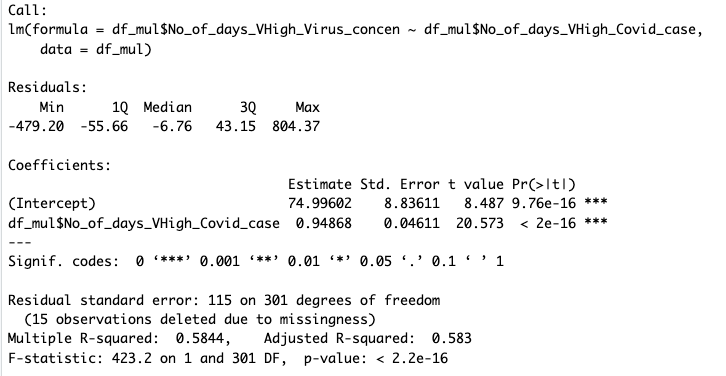 Call:
lm(formula = df_mul$No_of_days_VHigh_Virus_concen ~ df_mul$No_of_days_VHigh_Covid_case,
    data = df_mul)
Residuals:
    Min      1Q  Median      3Q     Max
-479.20  -55.66   -6.76   43.15  804.37
Coefficients:
                                   Estimate Std. Error t value Pr(>|t|)
(Intercept)                        74.99602    8.83611   8.487 9.76e-16 ***
df_mul$No_of_days_VHigh_Covid_case  0.94868    0.04611  20.573  < 2e-16 ***
---
Signif. codes:  0 ‘***’ 0.001 ‘**’ 0.01 ‘*’ 0.05 ‘.’ 0.1 ‘ ’ 1
Residual standard error: 115 on 301 degrees of freedom
  (15 observations deleted due to missingness)
Multiple R-squared:  0.5844,	Adjusted R-squared:  0.583
F-statistic: 423.2 on 1 and 301 DF,  p-value: < 2.2e-16